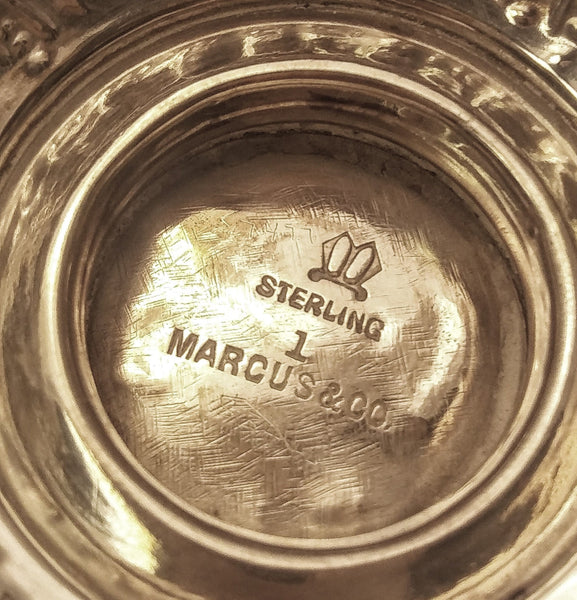 STERLING
1
MARCUS & CO.